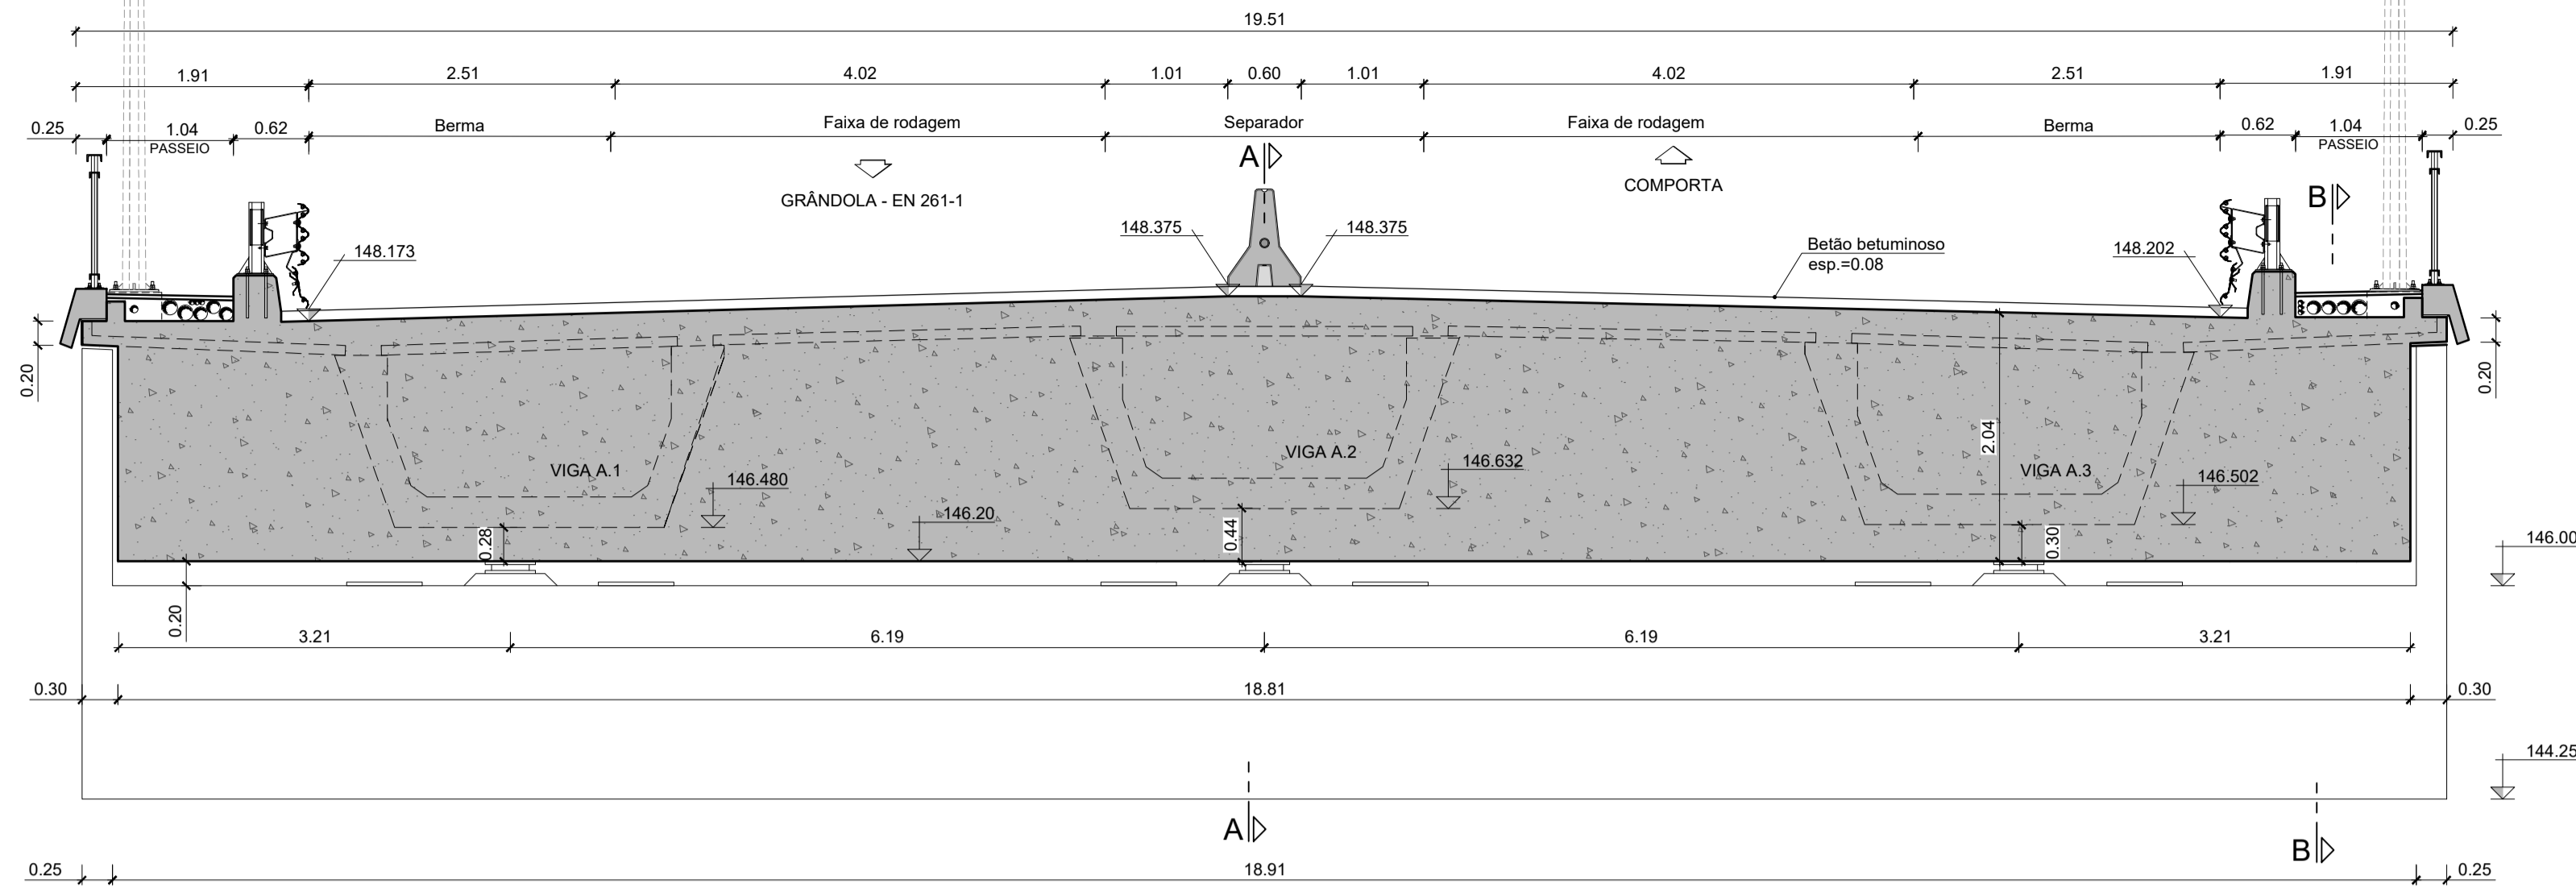 19.51
1.91 2.51 4.02 1.01 0.60 1.01 4.02 2.51 1.91
0.25 1.04 0.62 Berma Faixa de rodagem Separador Faixa de rodagem Berma 0.62 1.04 0.25
PASSEIO PASSEIO
A
GRÂNDOLA - EN 261-1 COMPORTA B
148.173 148.375 148.375 Betão betuminoso 148.202
esp.=0.08
0.20 0.20
2.04
VIGA A.1 VIGA A.2 VIGA A.3
146.480 146.632 146.502
146.20
0.28 0.44 0.30
146.00
0.20
3.21 6.19 6.19 3.21
0.30 18.81 0.30
144.25
A B
0.25 18.91 0.25